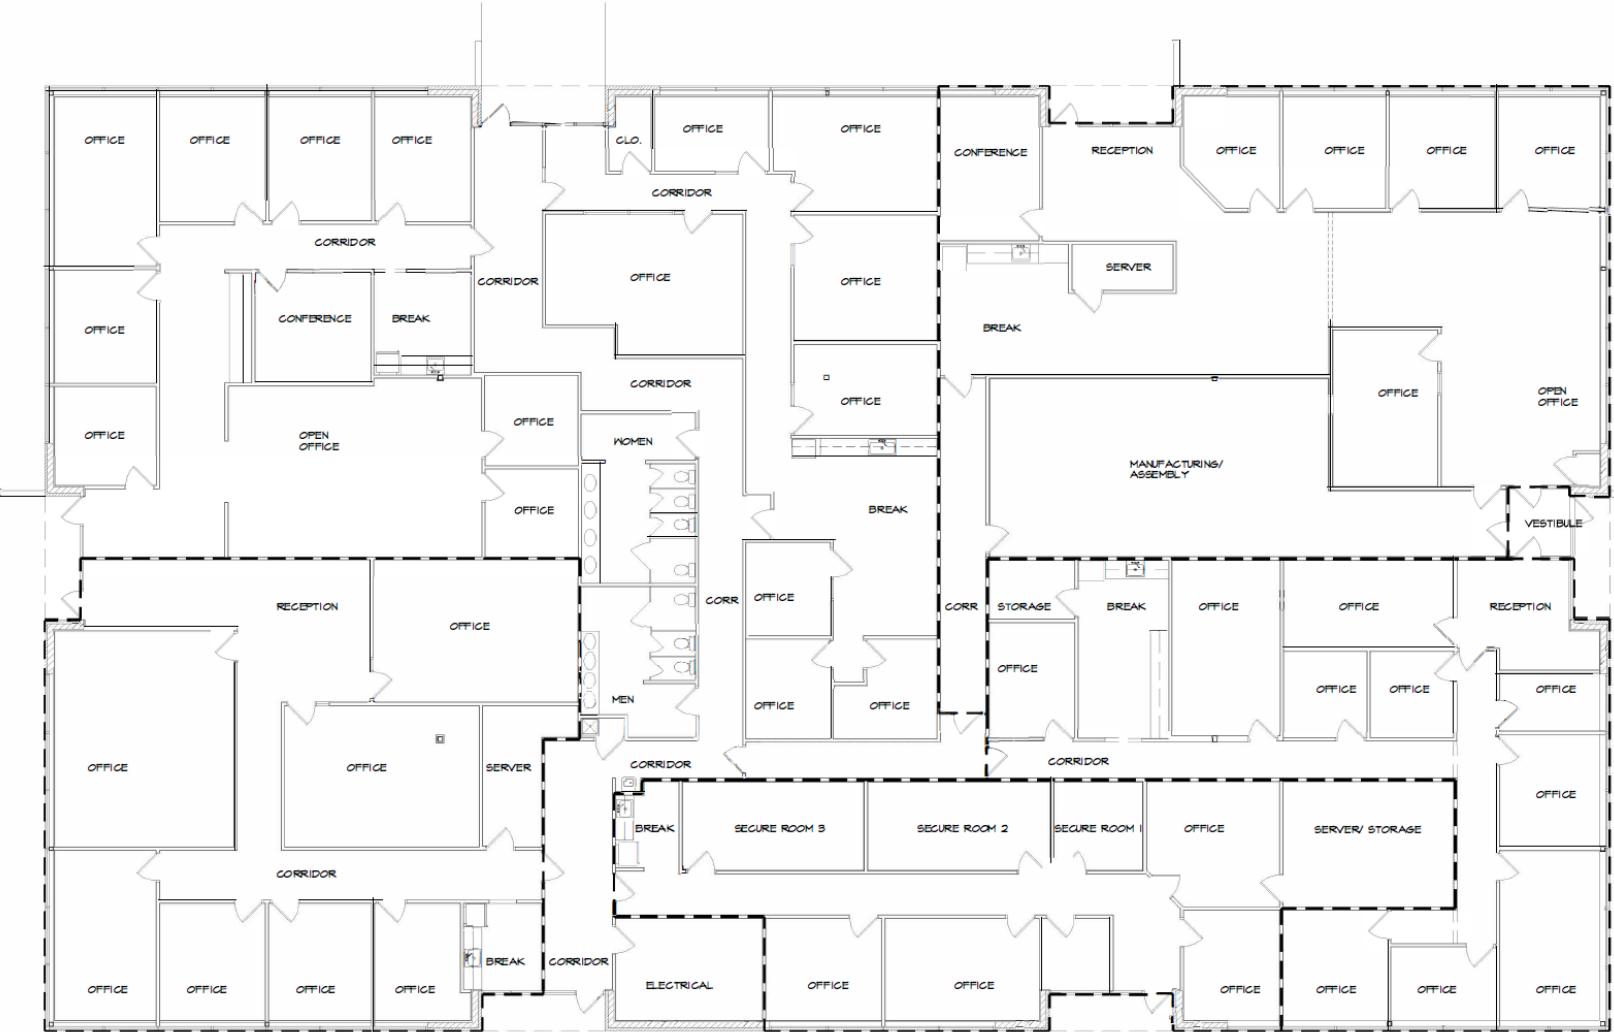 OFFICE
OFFICE
OFFICE
OFFICE
CLO.
OFFICE
OFFICE
CONFERENCE
RECEPTION
OFFICE
OFFICE
OFFICE
OFFICE
CORRIDOR
CORRIDOR
CORRIDOR
OFFICE
OFFICE
SERVER
OFFICE
CONFERENCE
BREAK
BREAK
CORRIDOR
OFFICE
OFFICE
OPEN
OFFICE
OFFICE
OPEN
OFFICE
OFFICE
WOMEN
MANUFACTURING/
ASSEMBLY
OFFICE
BREAK
VESTIBULE
RECEPTION
OFFICE
CORR
OFFICE
CORR
STORAGE
BREAK
OFFICE
OFFICE
RECEPTION
OFFICE
OFFICE
OFFICE
OFFICE
MEN
OFFICE
OFFICE
OFFICE
OFFICE
SERVER
CORRIDOR
CORRIDOR
OFFICE
BREAK
SECURE ROOM 3
SECURE ROOM 2
SECURE ROOM 1
OFFICE
SERVER/ STORAGE
CORRIDOR
BREAK
CORRIDOR
OFFICE
OFFICE
OFFICE
OFFICE
ELECTRICAL
OFFICE
OFFICE
OFFICE
OFFICE
OFFICE
OFFICE